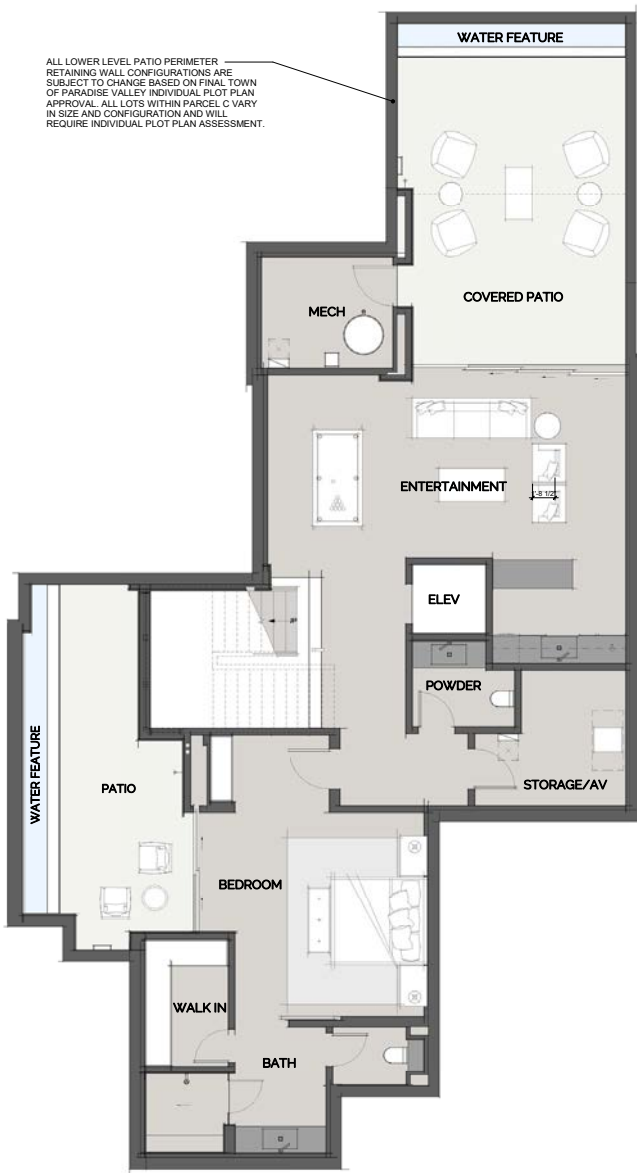 ALL LOWER LEVEL PATIO PERIMETER
RETAINING WALL CONFIGURATIONS ARE
SUBJECT TO CHANGE BASED ON FINAL TOWN
OF PARADISE VALLEY INDIVIDUAL PLOT PLAN
APPROVAL. ALL LOTS WITHIN PARCEL C VARY
IN SIZE AND CONFIGURATION AND WILL
REQUIRE INDIVIDUAL PLOT PLAN ASSESSMENT.
WATER FEATURE
COVERED PATIO
MECH
ENTERTAINMENT
ELEV
UP
POWDER
STORAGE/AV
WATER FEATURE
PATIO
BEDROOM
WALK IN
BATH